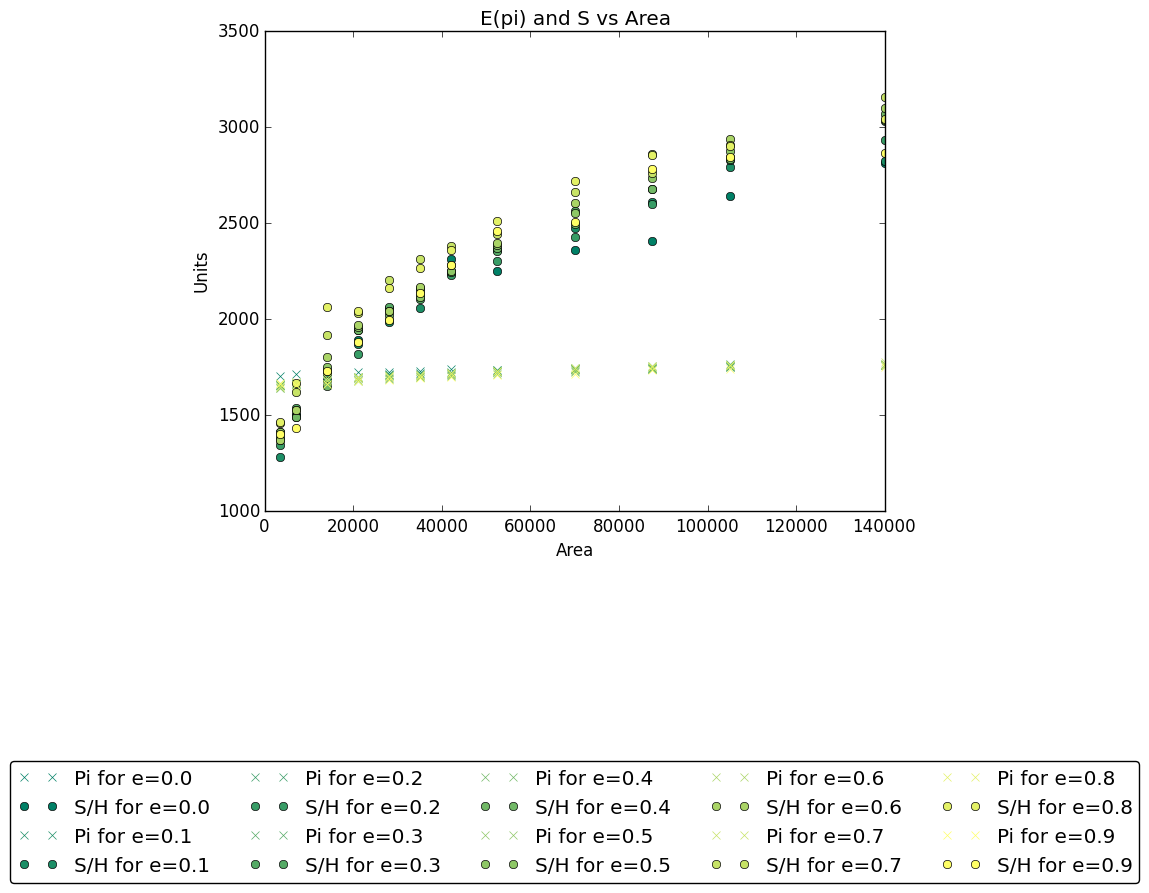 E(pi) and S vs Area
3500
3000
2500
2000
1500
1000
Units
0 20000 40000 60000 80000 100000 120000 140000
Area
Pi for e=0.0 Pi for e=0.2 Pi for e=0.4 Pi for e=0.6 Pi for e=0.8
S/H for e=0.0 S/H for e=0.2 S/H for e=0.4 S/H for e=0.6 S/H for e=0.8
Pi for e=0.1 Pi for e=0.3 Pi for e=0.5 Pi for e=0.7 Pi for e=0.9
S/H for e=0.1 S/H for e=0.3 S/H for e=0.5 S/H for e=0.7 S/H for e=0.9